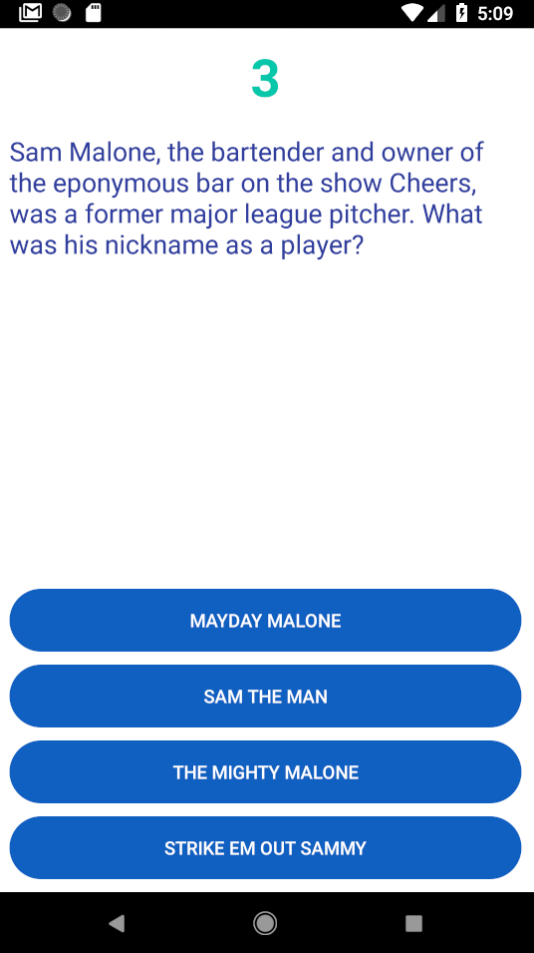 5:09
3
Sam Malone, the bartender and owner of
the eponymous bar on the show Cheers,
was a former major league pitcher. What
was his nickname as a player?
MAYDAY MALONE
SAM THE MAN
THE MIGHTY MALONE
STRIKE EM OUT SAMMY